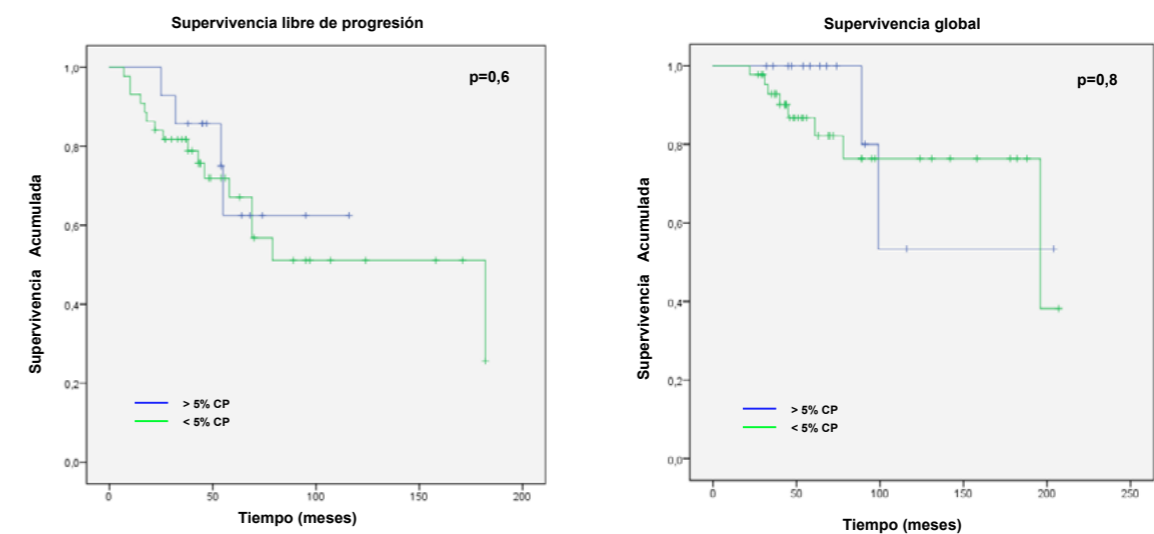 Supervivencia libre de progresión
p=0,6
Supervivencia Acumulada
1,0
0,8
0,6
0,4
0,2
0,0
> 5% CP
< 5% CP
0 50 100 150 200
Tiempo (meses)
Supervivencia global
p=0,8
Supervivencia Acumulada
1,0
0,8
0,6
0,4
0,2
0,0
> 5% CP
< 5% CP
0 50 100 150 200 250
Tiempo (meses)